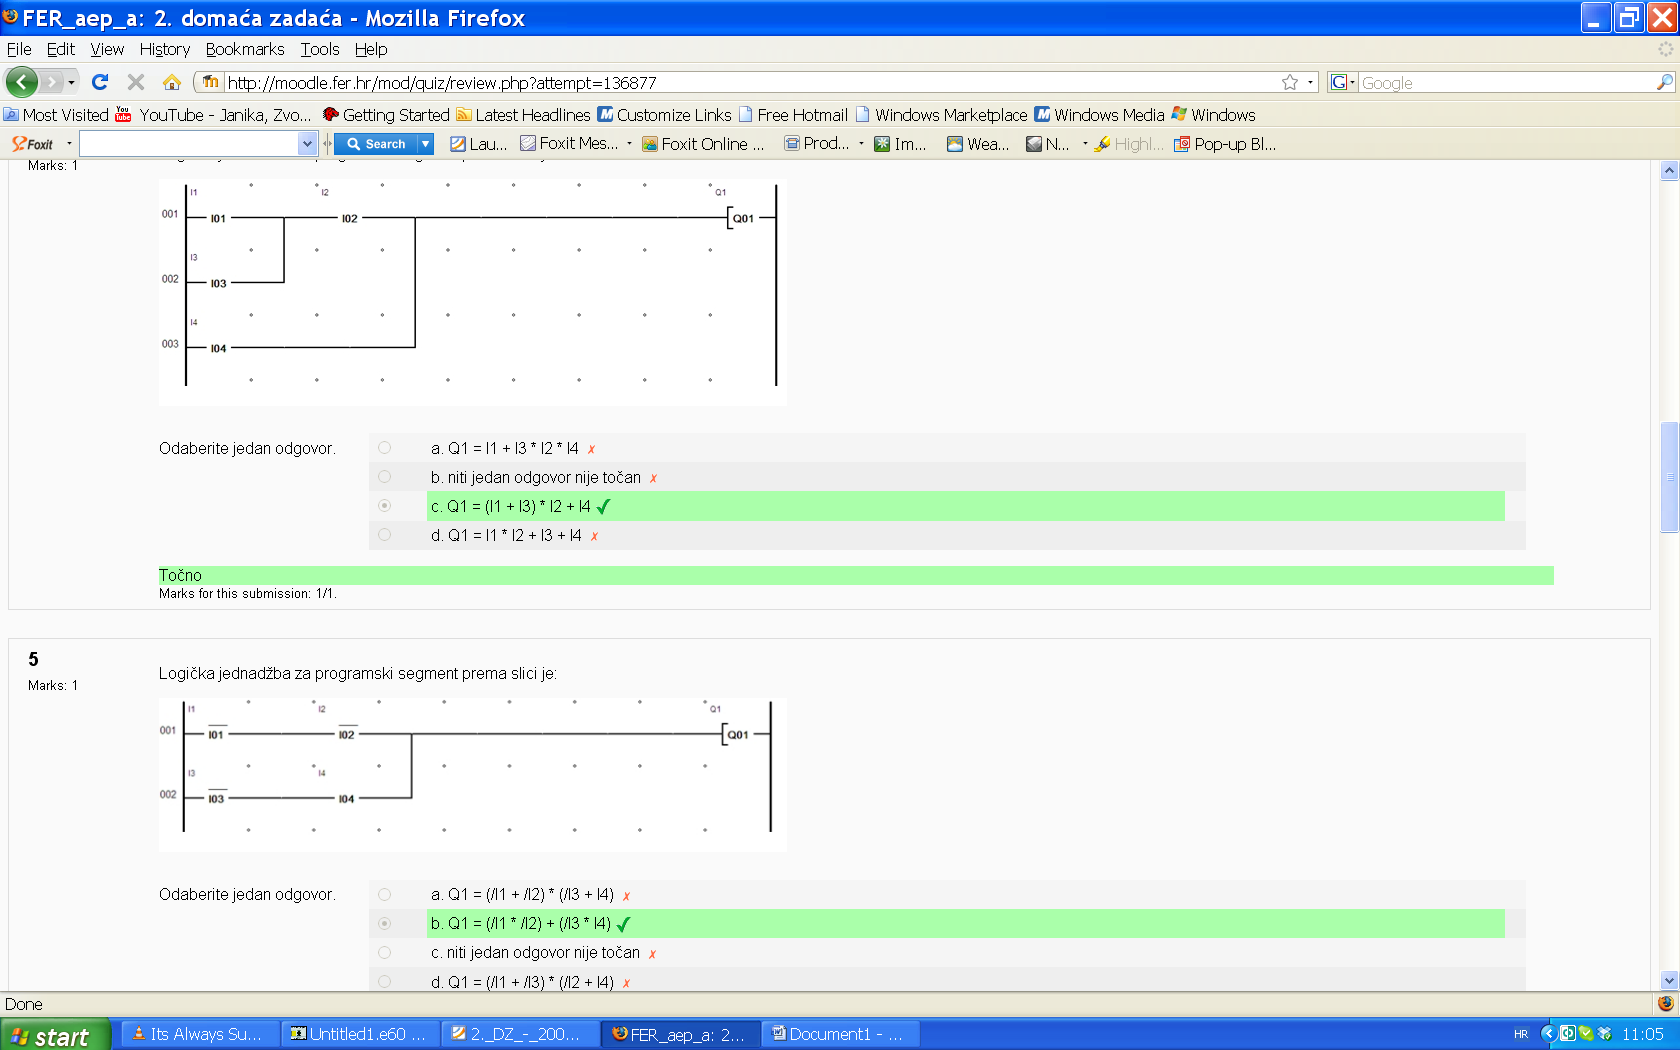 FER_aep_a: 2. domaća zadaća - Mozilla Firefox
File Edit View History Bookmarks Tools Help
http://moodle.fer.hr/mod/quiz/review.php?attempt=136877 Google
Most Visited YouTube - Janika, Zvo... Getting Started Latest Headlines Customize Links Free Hotmail Windows Marketplace Windows Media Windows
Foxit Search Lau... Foxit Mes... Foxit Online ... Prod... Im... Wea... N... Highl... Pop-up Bl...
Marks: 1
I1 I2 Q1
001 I01 I02 Q01
I3
002 I03
I4
003 I04
Odaberite jedan odgovor.
a. Q1 = I1 + I3 * I2 * I4 ✗
b. niti jedan odgovor nije točan ✗
c. Q1 = (I1 + I3) * I2 + I4 ✓
d. Q1 = I1 * I2 + I3 + I4 ✗
Točno
Marks for this submission: 1/1.
5
Marks: 1
Logička jednadžba za programski segment prema slici je:
I1 I2 Q1
001 I01 I02 Q01
I3 I4
002 I03 I04
Odaberite jedan odgovor.
a. Q1 = (/I1 + /I2) * (/I3 + I4) ✗
b. Q1 = (/I1 * /I2) + (/I3 * I4) ✓
c. niti jedan odgovor nije točan ✗
d. Q1 = (/I1 + /I3) * (/I2 + I4) ✗
Done
start Its Always Su... Untitled1.e60 ... 2._DZ_-_200... FER_aep_a: 2... Document1 - ... HR 11:05